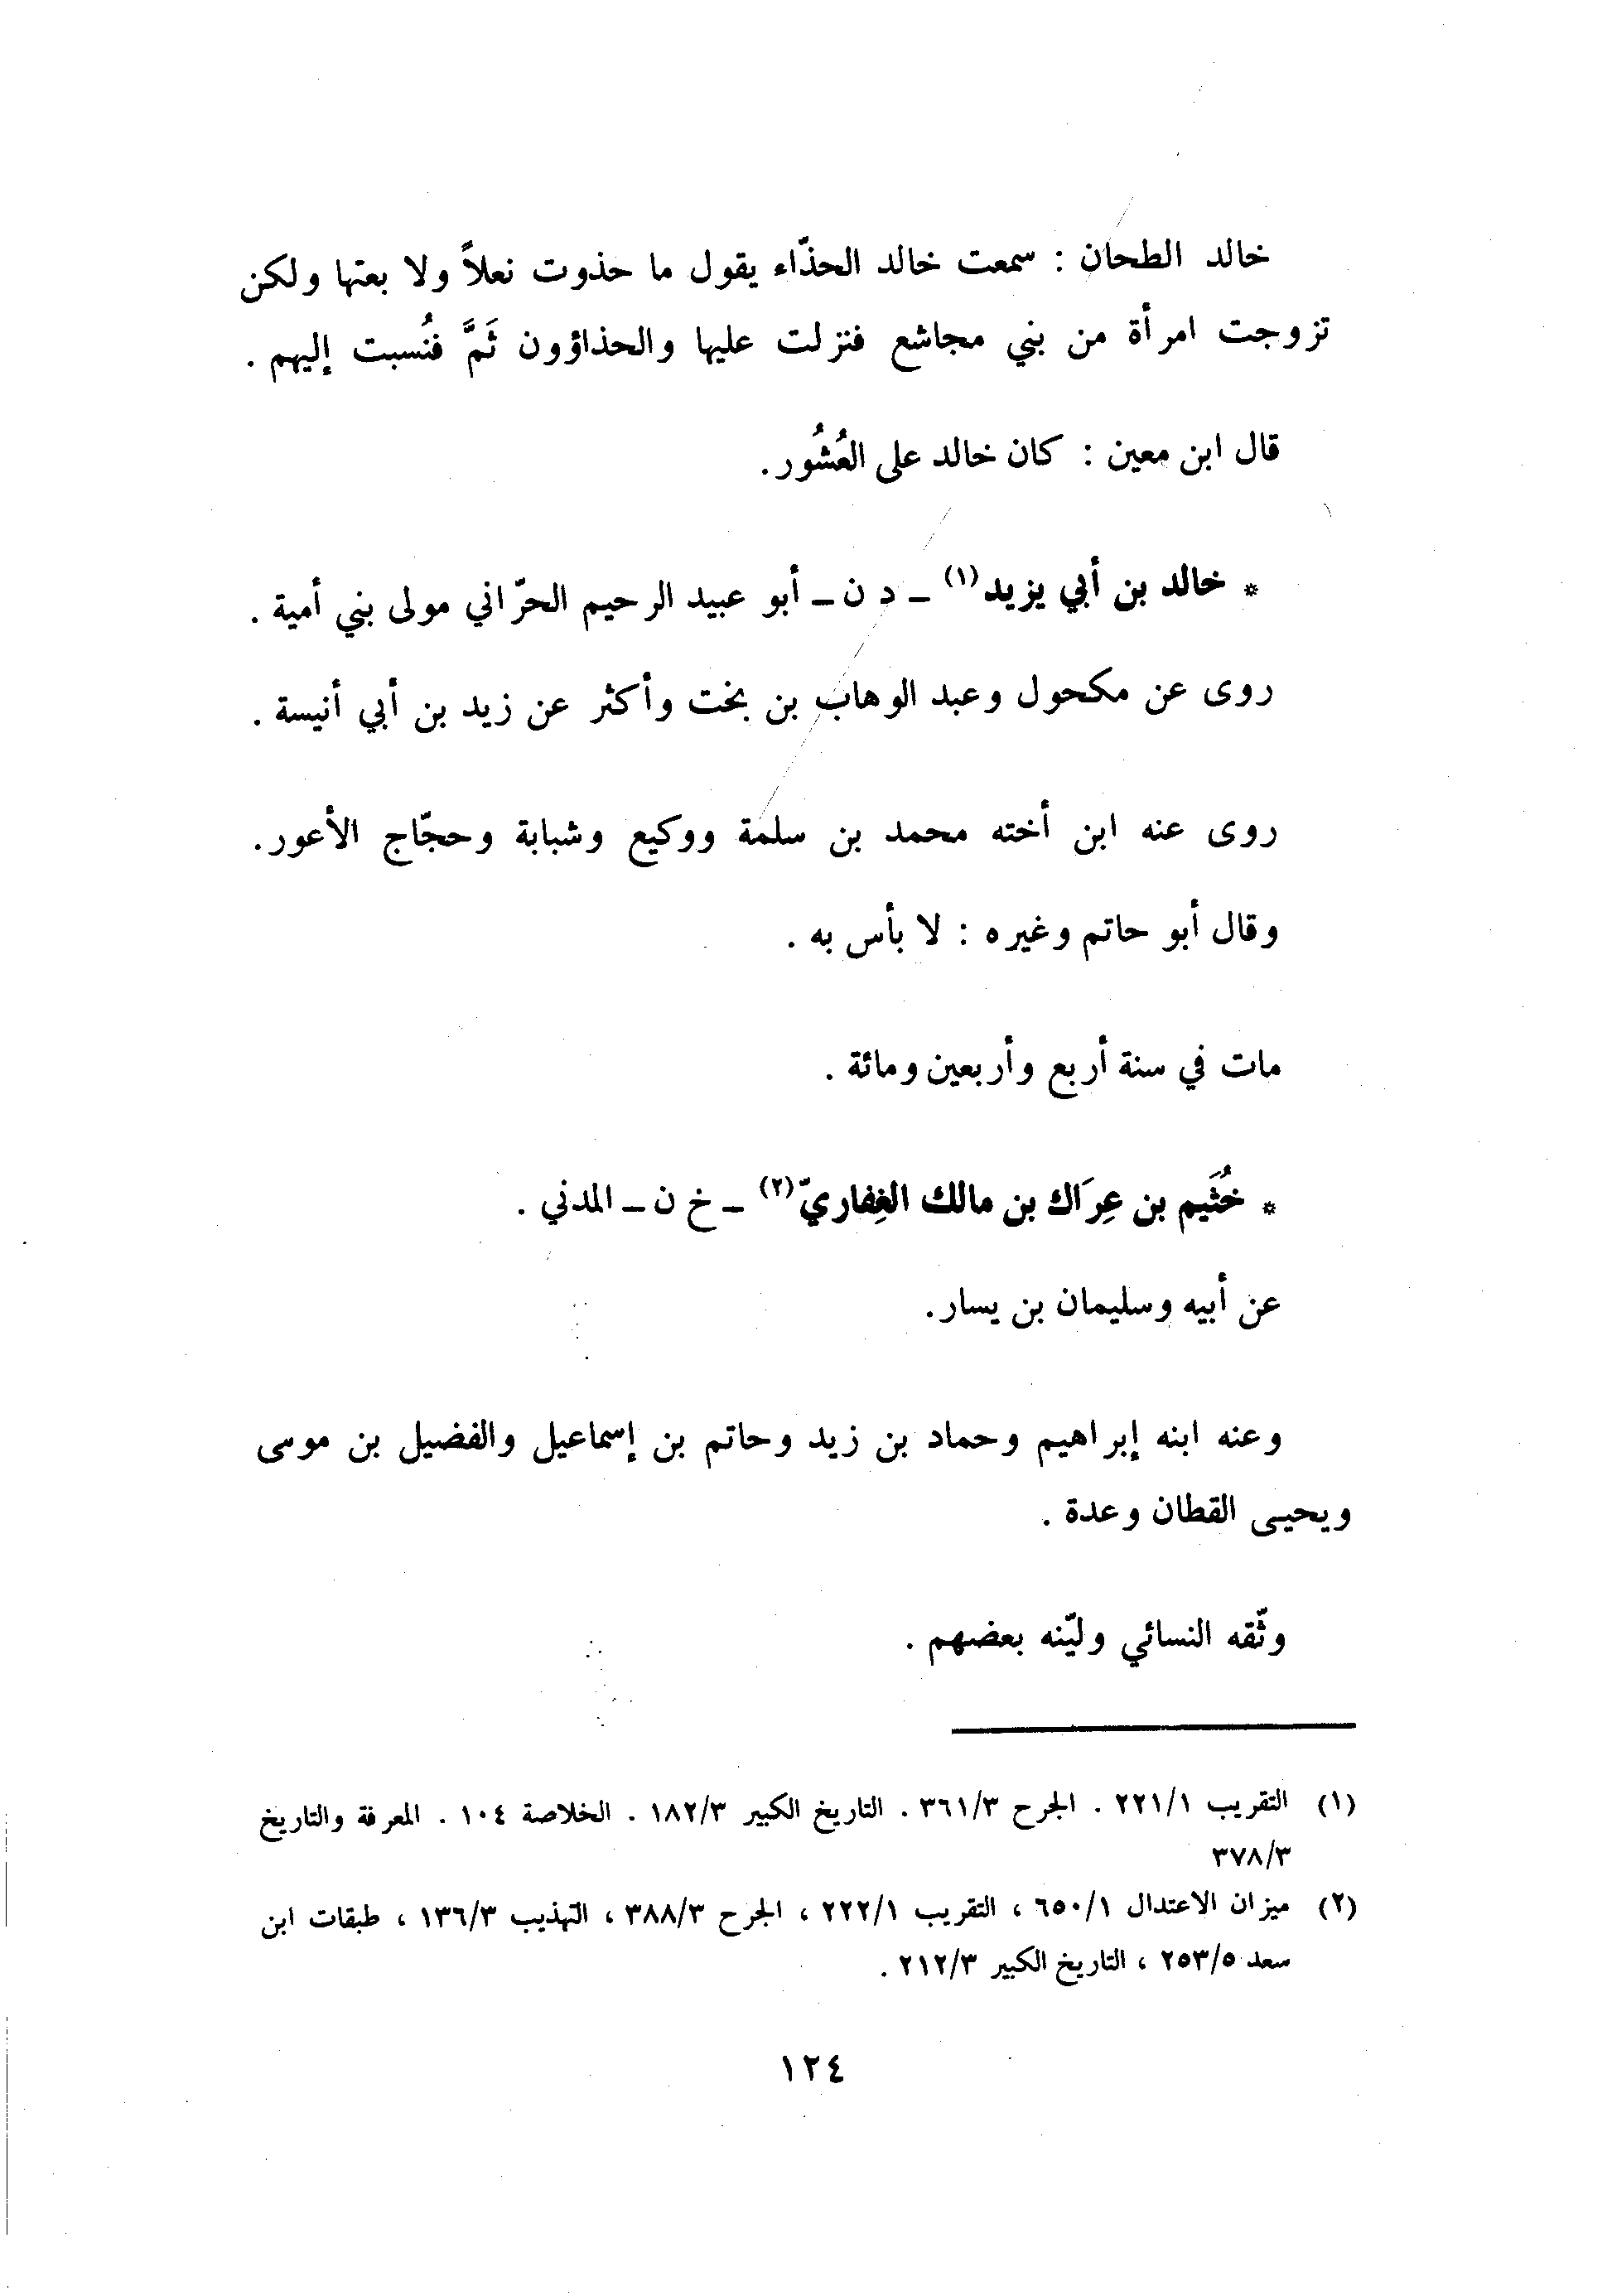 خالد الطحان : سمعت خالد الحذّاء يقول ما حذوت نعلاً ولا بعتها ولكن
تزوجت امرأة من بني مجاشع فنزلت عليها والحذاؤون ثَمَّ فنُسبت إليهم .
قال ابن معين : كان خالد على العُشُور.
* خالد بن أبي يزيد(١) ــ د ن ــ أبو عبيد الرحيم الحرّاني مولى بني أمية .
روى عن مكحول وعبد الوهاب بن بخت وأكثر عن زيد بن أبي أنيسة .
روى عنه ابن أخته محمد بن سلمة ووكيع وشبابة وحجّاج الأعور.
وقال أبو حاتم وغيره : لا بأس به .
مات في سنة أربع وأربعين ومائة .
* خُثَيم بن عِرَاك بن مالك الغِفاريّ(٢) ــ خ ن ــ المدني .
عن أبيه وسليمان بن يسار.
وعنه ابنه إبراهيم وحماد بن زيد وحاتم بن إسماعيل والفضيل بن موسى
ويحيى القطان وعدة .
وثّقه النسائي وليّنه بعضهم .
(١) التقريب ٢٢١/١ . الجرح ٣٦١/٣ . التاريخ الكبير ١٨٢/٣ . الخلاصة ١٠٤ . المعرفة والتاريخ
٣٧٨/٣
(٢) ميزان الاعتدال ٦٥٠/١ ، التقريب ٢٢٢/١ ، الجرح ٣٨٨/٣ ، التهذيب ١٣٦/٣ ، طبقات ابن
سعد ٢٥٣/٥ ، التاريخ الكبير ٢١٢/٣ .
١٢٤